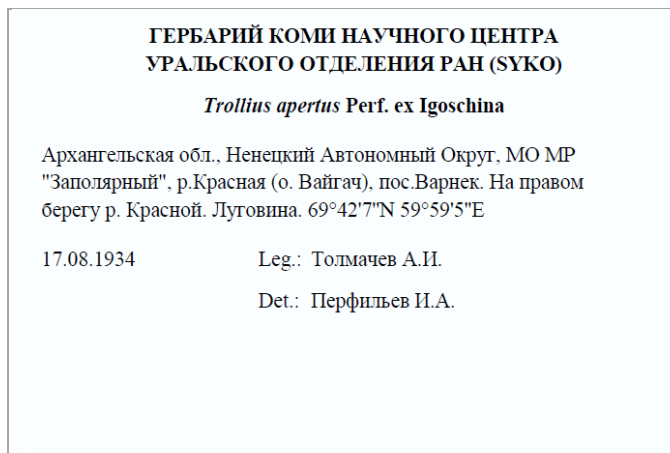 ГЕРБАРИЙ КОМИ НАУЧНОГО ЦЕНТРА
УРАЛЬСКОГО ОТДЕЛЕНИЯ РАН (SYKO)
Trollius apertus Perf. ex Igoschina
Архангельская обл., Ненецкий Автономный Округ, МО МР
"Заполярный", р.Красная (о. Вайгач), пос.Варнек. На правом
берегу р. Красной. Луговина. 69°42'7"N 59°59'5"E
17.08.1934 Leg.: Толмачев А.И.
Det.: Перфильев И.А.